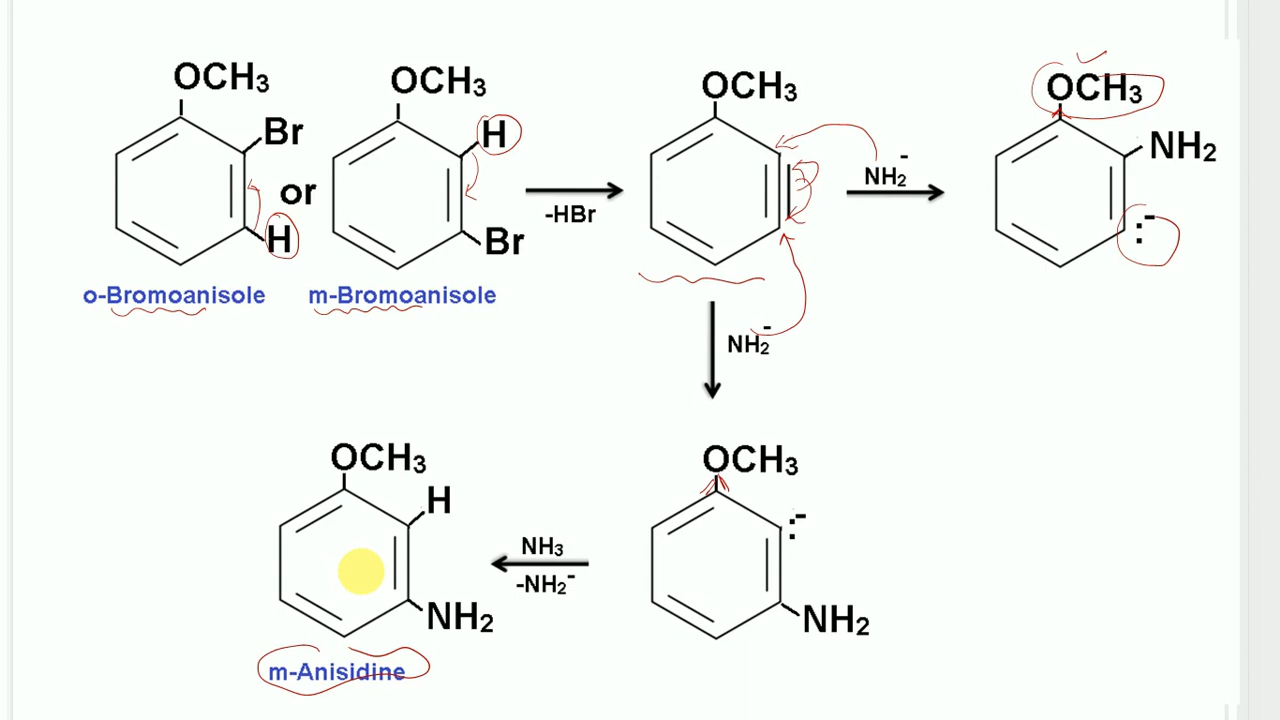 OCH₃
Br
or
H
o-Bromoanisole
OCH₃
H
Br
m-Bromoanisole
-HBr
OCH₃
NH₂⁻
OCH₃
NH₂
:⁻
NH₂⁻
OCH₃
:⁻
NH₂
NH₃
-NH₂⁻
OCH₃
H
NH₂
m-Anisidine